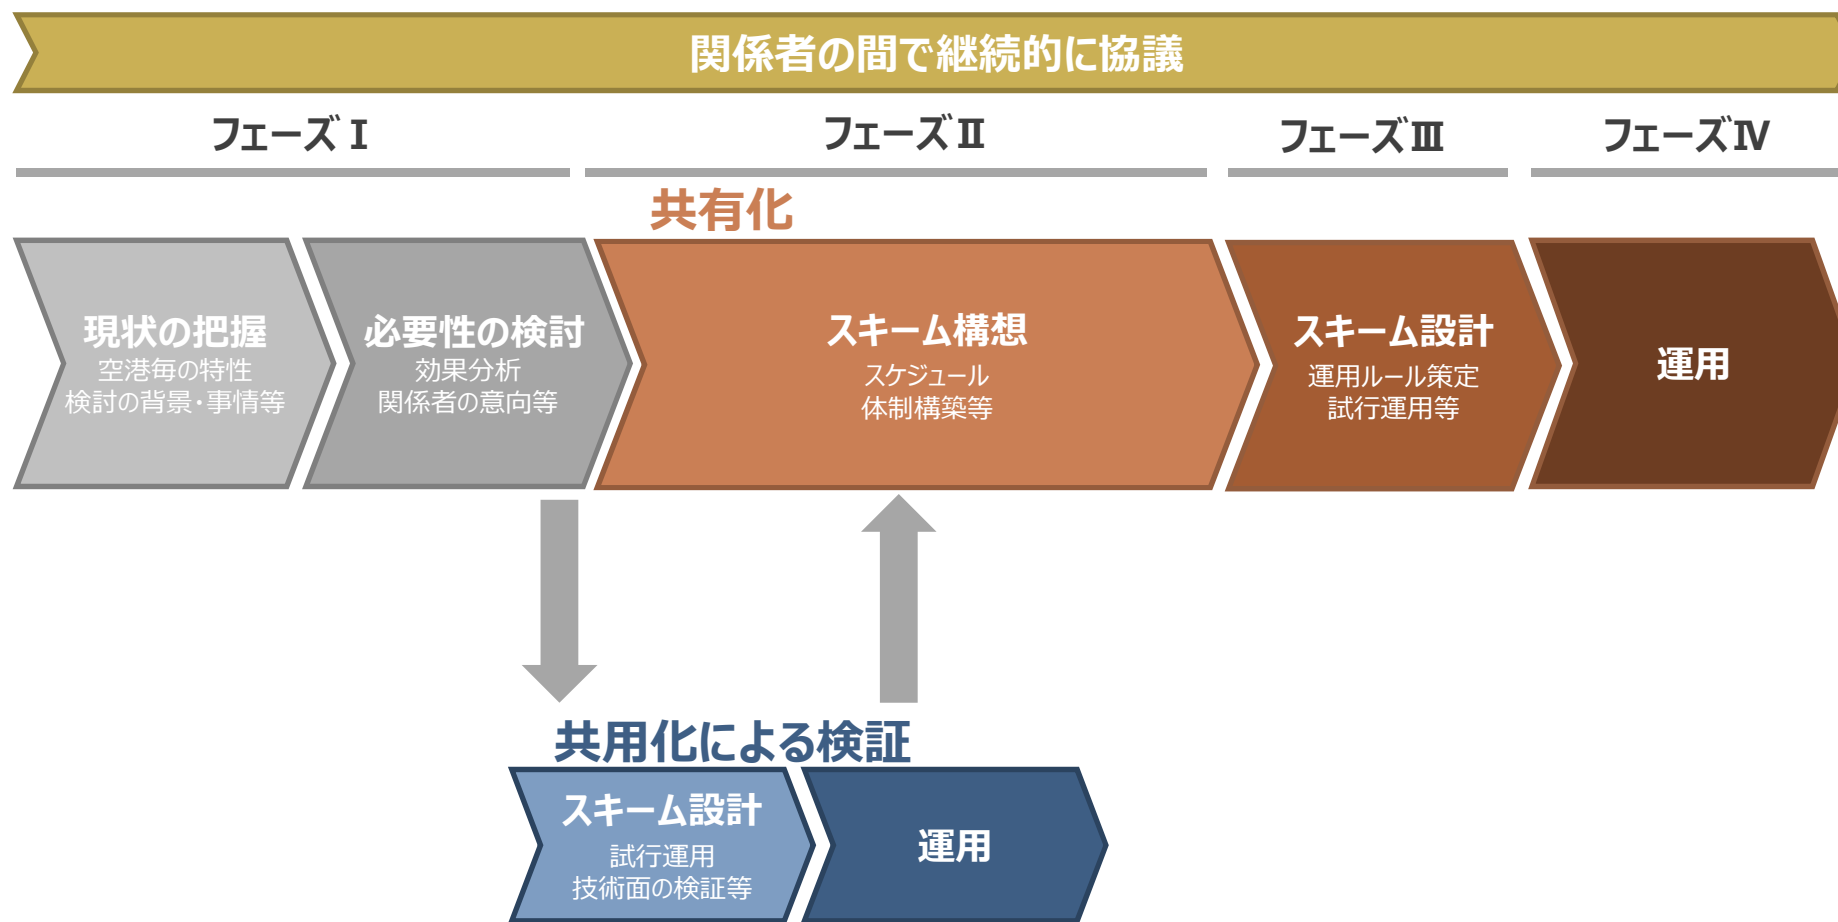 関係者の間で継続的に協議
フェーズⅠ
フェーズⅡ
フェーズⅢ
フェーズⅣ
共有化
現状の把握
空港毎の特性
検討の背景・事情等
必要性の検討
効果分析
関係者の意向等
スキーム構想
スケジュール
体制構築等
スキーム設計
運用ルール策定
試行運用等
運用
共用化による検証
スキーム設計
試行運用
技術面の検証等
運用